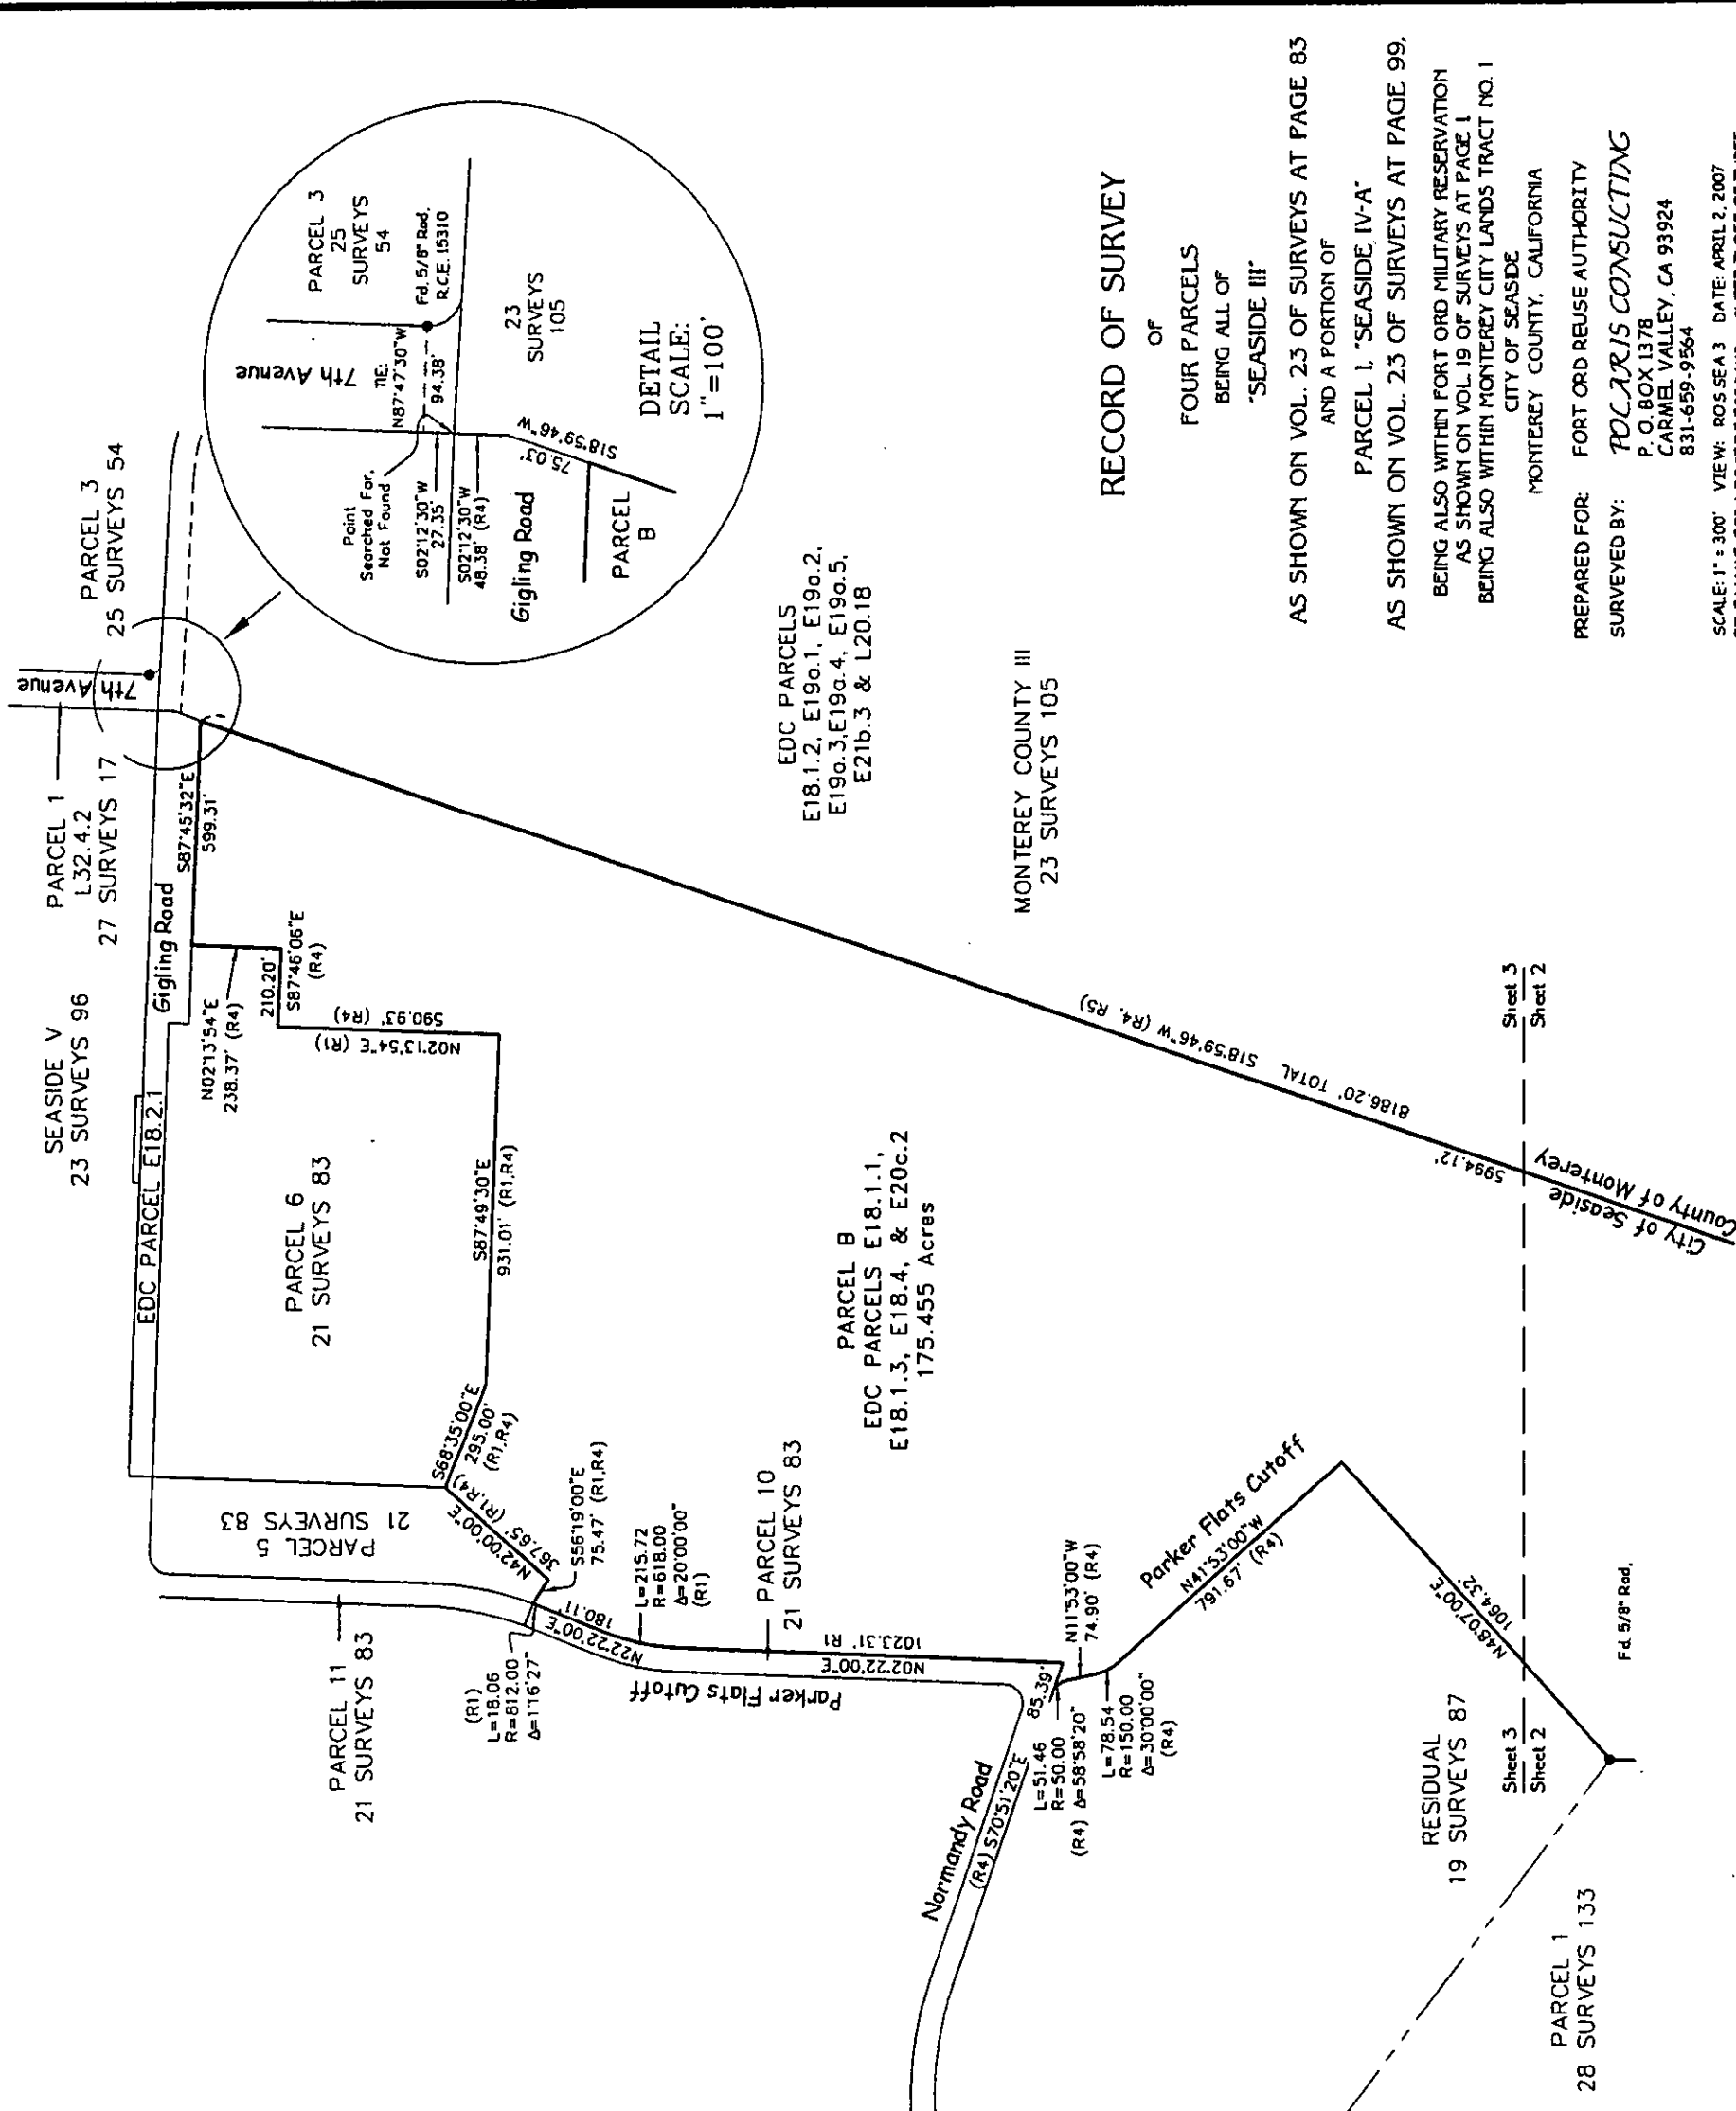 SEASIDE V
23 SURVEYS 96
PARCEL 1
L32.4.2
27 SURVEYS 17
PARCEL 3
25 SURVEYS 54
7th Avenue
Gigling Road
EDC PARCEL E18.2.1
S87°45'32"E
599.31'
N02°13'54"E
238.37' (R4)
210.20'
S87°46'06"E
(R4)
590.93' (R4)
N02°13'54"E (R1)
PARCEL 6
21 SURVEYS 83
S87°49'30"E
931.01' (R1,R4)
S68°35'00"E
295.00'
(R1,R4)
N42°00'00"E
367.65' (R1,R4)
PARCEL 5
21 SURVEYS 83
PARCEL 11
21 SURVEYS 83
S56°19'00"E
75.47' (R1,R4)
(R1)
L=18.06
R=812.00
Δ=1°16'27"
180.11'
N22°22'00"E
L=215.72
R=618.00
Δ=20°00'00"
(R1)
PARCEL 10
21 SURVEYS 83
1023.31' R1
N02°22'00"E
Parker Flats Cutoff
85.39'
Normandy Road
(R4) S70°51'20"E
L=51.46
R=50.00
(R4) Δ=58°58'20"
N11°53'00"W
74.90' (R4)
L=78.54
R=150.00
Δ=30°00'00"
(R4)
Parker Flats Cutoff
N41°53'00"W
791.67' (R4)
N48°07'00"E
1064.32'
Fd. 5/8" Rod.
PARCEL B
EDC PARCELS E18.1.1,
E18.1.3, E18.4, & E20c.2
175.455 Acres
RESIDUAL
19 SURVEYS 87
Sheet 3
Sheet 2
PARCEL 1
28 SURVEYS 133
8186.20' TOTAL S18°59'46"W (R4, R5)
5994.12'
City of Seaside
County of Monterey
Sheet 3
Sheet 2
EDC PARCELS
E18.1.2, E19a.1, E19a.2,
E19a.3,E19a.4, E19a.5,
E21b.3 & L20.18
MONTEREY COUNTY III
23 SURVEYS 105
7th Avenue
PARCEL 3
25
SURVEYS
54
TIE:
N87°47'30"W
94.38'
Fd. 5/8" Rod.
R.C.E. 15310
Point
Searched For,
Not Found
S02°12'30"W
27.35'
S02°12'30"W
48.38' (R4)
Gigling Road
75.03'
S18°59'46"W
PARCEL
B
23
SURVEYS
105
DETAIL
SCALE:
1"=100'
RECORD OF SURVEY
OF
FOUR PARCELS
BEING ALL OF
"SEASIDE III"
AS SHOWN ON VOL. 23 OF SURVEYS AT PAGE 83
AND A PORTION OF
PARCEL 1, "SEASIDE IV-A"
AS SHOWN ON VOL. 23 OF SURVEYS AT PAGE 99,
BEING ALSO WITHIN FORT ORD MILITARY RESERVATION
AS SHOWN ON VOL. 19 OF SURVEYS AT PAGE 1
BEING ALSO WITHIN MONTEREY CITY LANDS TRACT NO. 1
CITY OF SEASIDE
MONTEREY COUNTY, CALIFORNIA
PREPARED FOR: FORT ORD REUSE AUTHORITY
SURVEYED BY: POLARIS CONSULTING
P. O. BOX 1378
CARMEL VALLEY, CA 93924
831-659-9564
SCALE: 1" = 300' VIEW: ROS SEA 3 DATE: APRIL 2, 2007